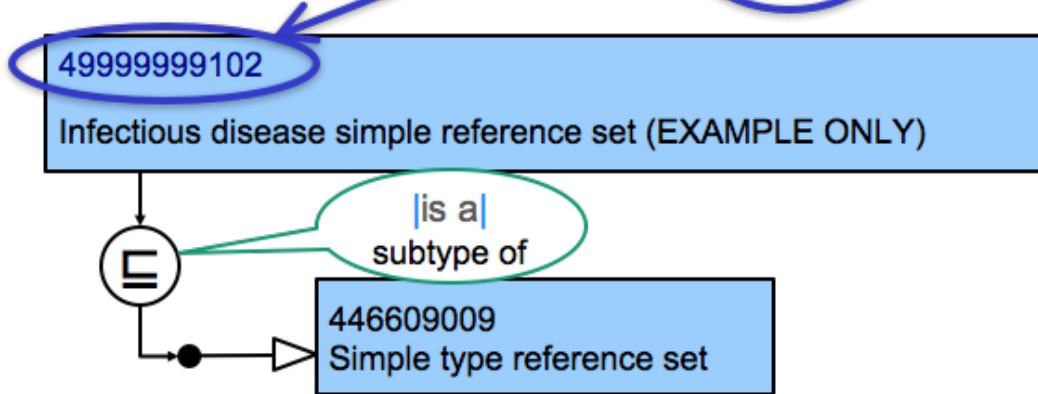 49999999102
Infectious disease simple reference set (EXAMPLE ONLY)
|is a|
subtype of
⊑
446609009
Simple type reference set